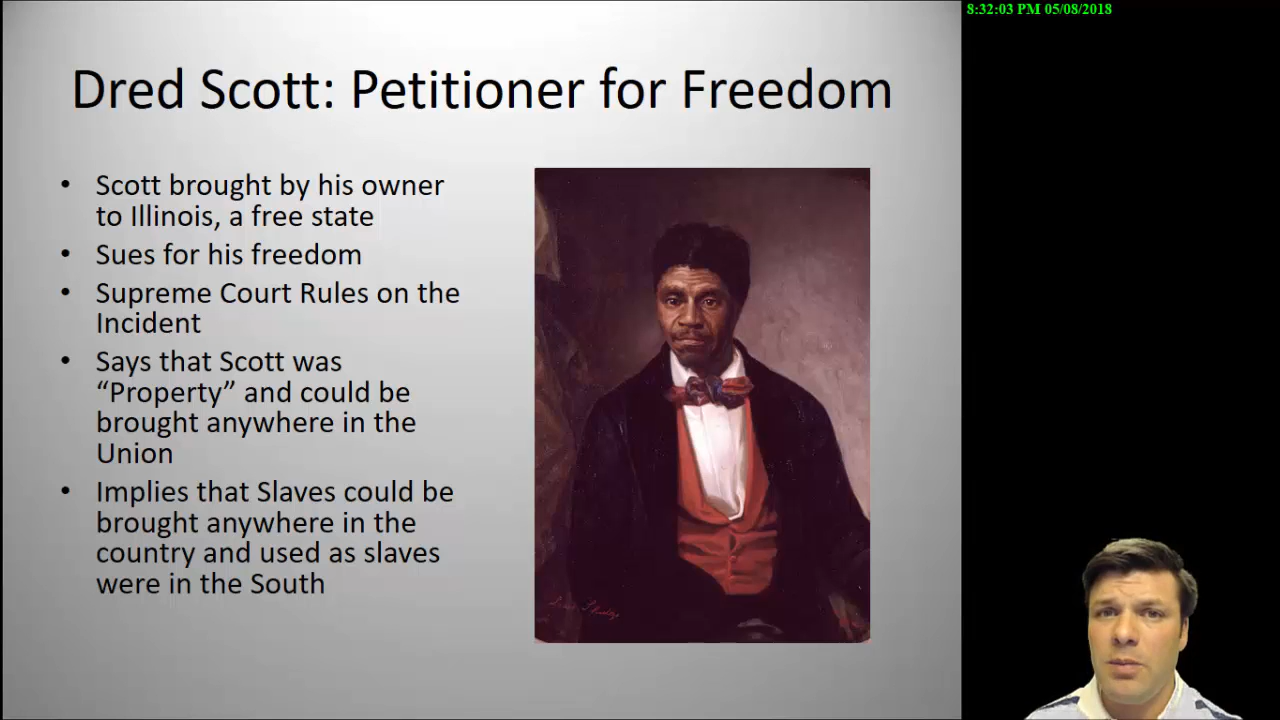 8:32:03 PM 05/08/2018
Dred Scott: Petitioner for Freedom
• Scott brought by his owner
to Illinois, a free state
• Sues for his freedom
• Supreme Court Rules on the
Incident
• Says that Scott was
“Property” and could be
brought anywhere in the
Union
• Implies that Slaves could be
brought anywhere in the
country and used as slaves
were in the South